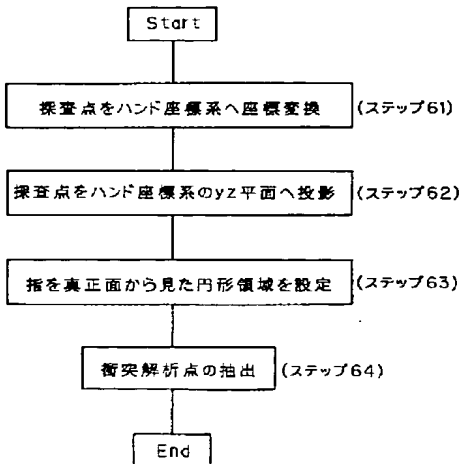 Start
探査点をハンド座標系へ座標変換 (ステップ61)
探査点をハンド座標系のyz平面へ投影 (ステップ62)
指を真正面から見た円形領域を設定 (ステップ63)
衝突解析点の抽出 (ステップ64)
End